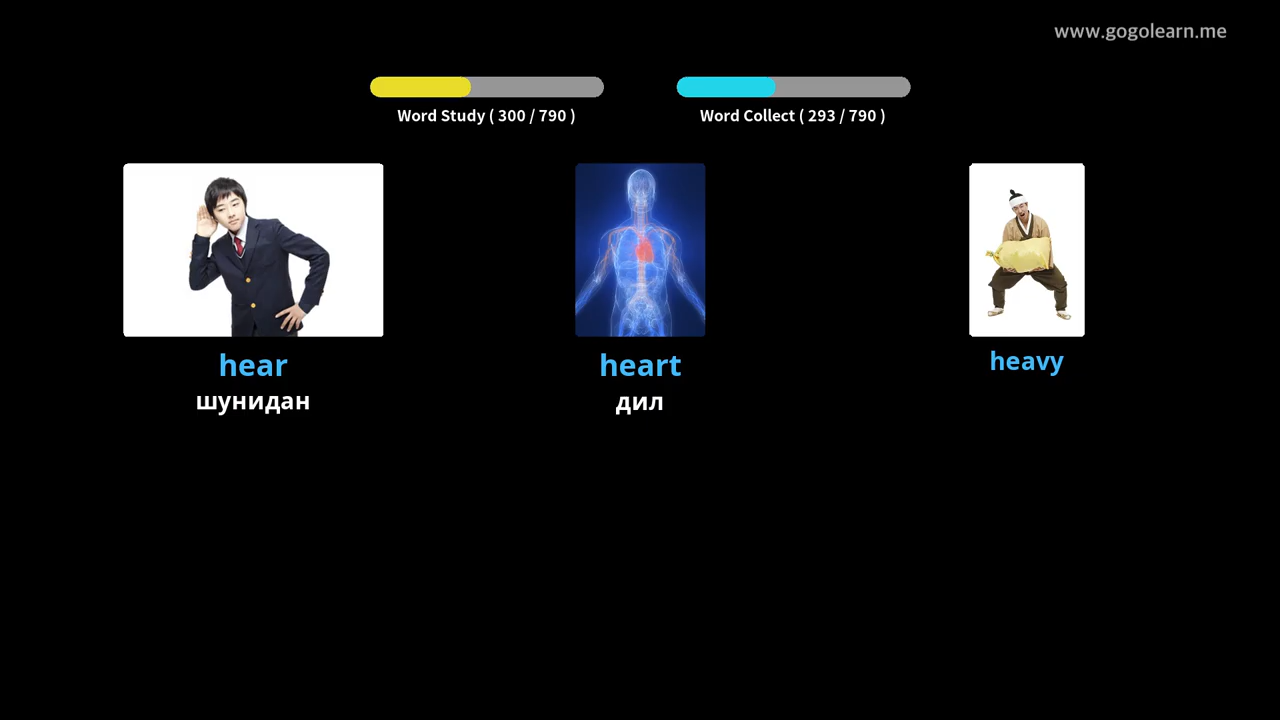 www.gogolearn.me
Word Study ( 300 / 790 )
Word Collect ( 293 / 790 )
hear
шунидан
heart
дил
heavy